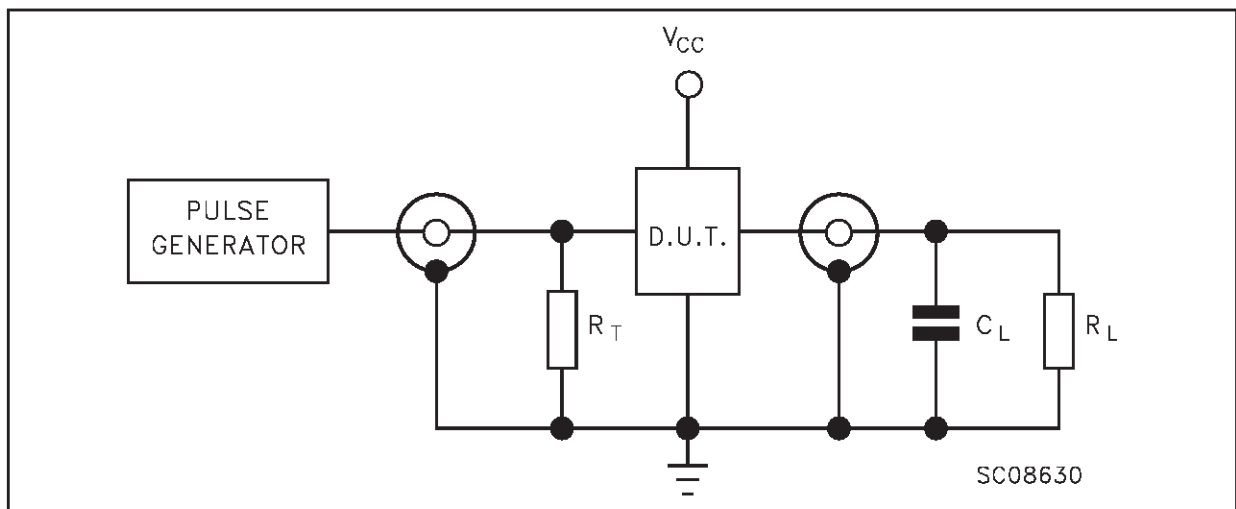 VCC
PULSE
GENERATOR
D.U.T.
RT
CL
RL
SC08630